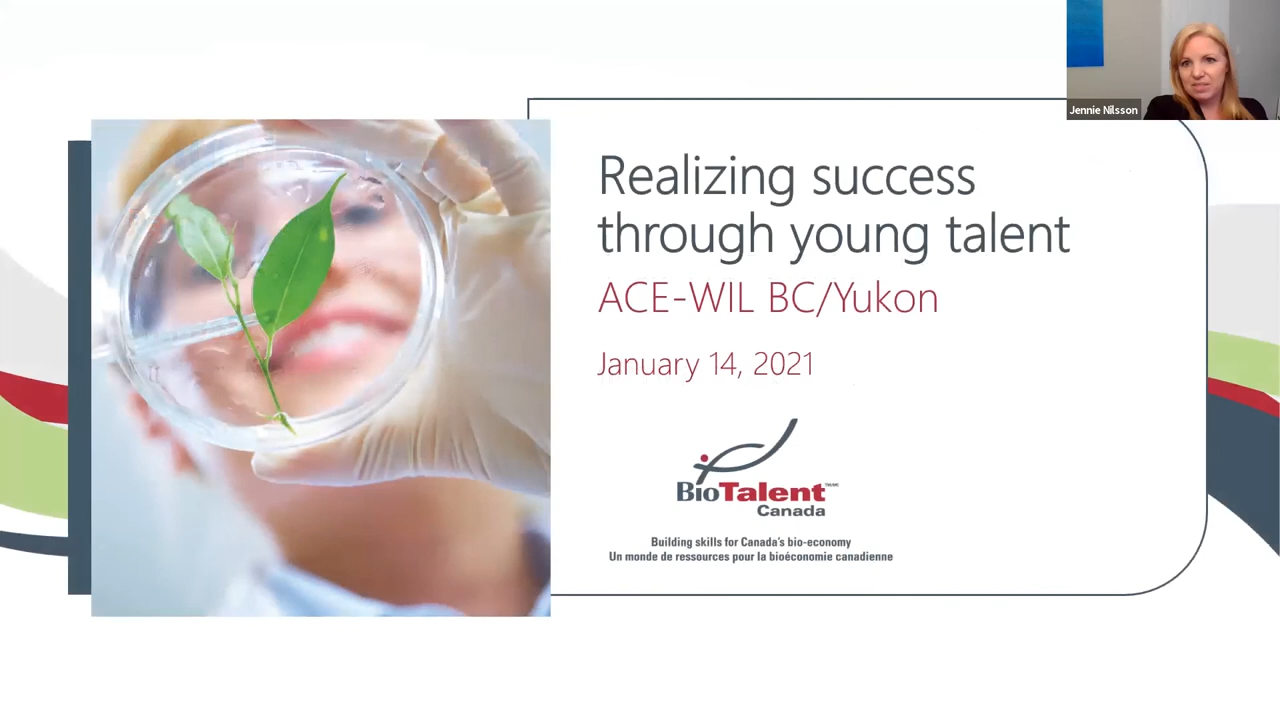 Jennie Nilsson
Realizing success
through young talent
ACE-WIL BC/Yukon
January 14, 2021
BioTalent
Canada
Building skills for Canada's bio-economy
Un monde de ressources pour la bioéconomie canadienne